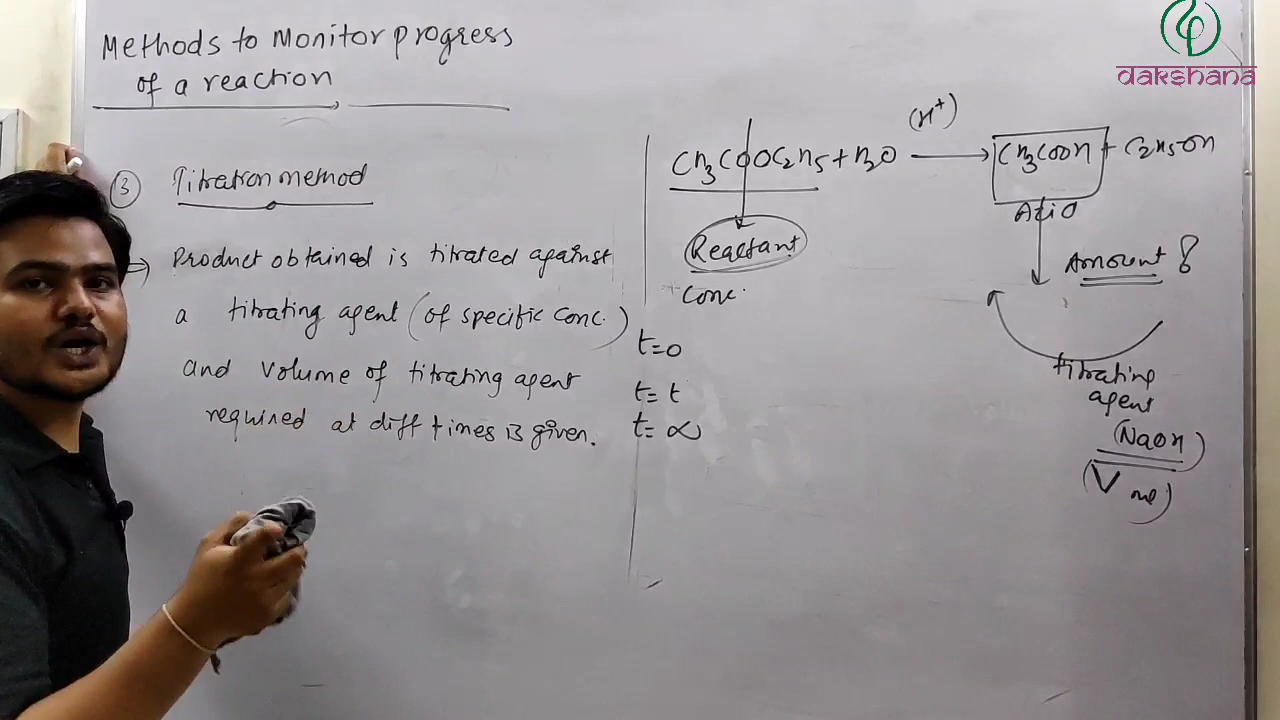 Methods to Monitor progress
of a reaction
dakshana
③ Titration method
⇒ Product obtained is titrated against
a titrating agent (of specific conc.)
and volume of titrating agent
required at diff times is given.
CH3COOC2H5 + H2O (H+) → CH3COOH + C2H5OH
Reactant
Conc.
t=0
t=t
t=∞
Acid
Amount ?
titrating
agent
(NaOH)
(V ml)